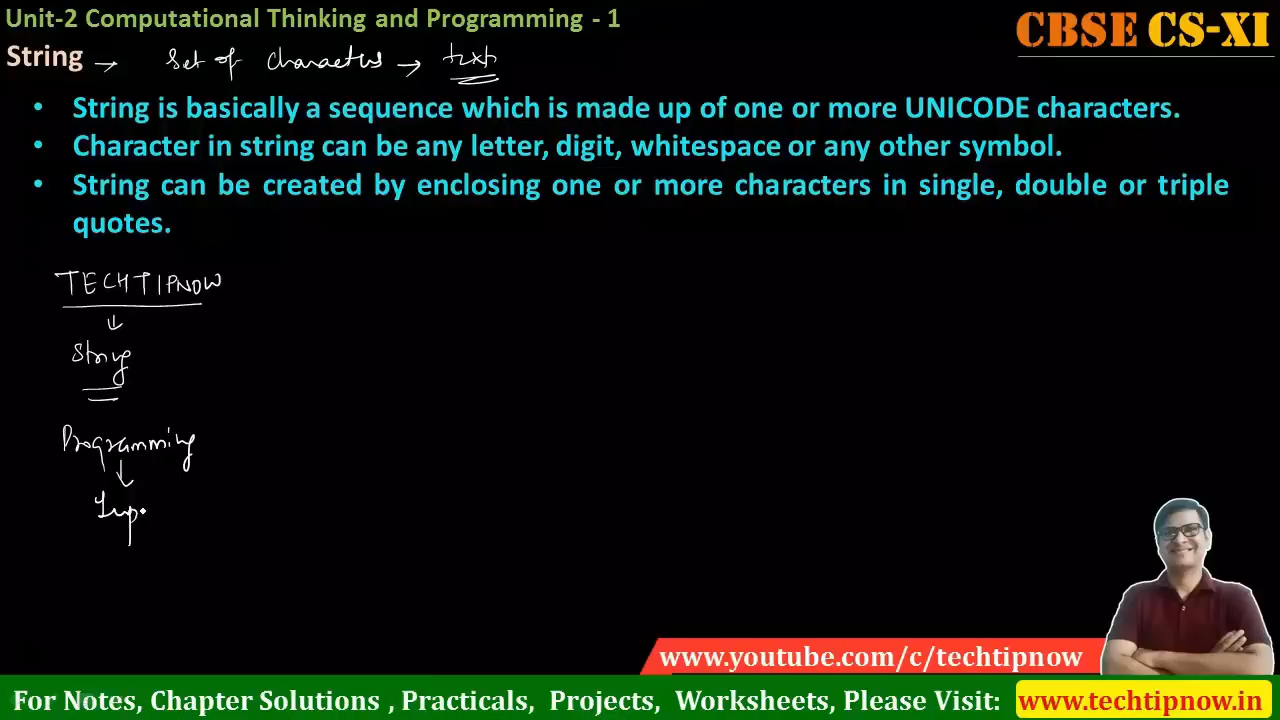 Unit-2 Computational Thinking and Programming - 1
CBSE CS-XI
String → set of characters → text
• String is basically a sequence which is made up of one or more UNICODE characters.
• Character in string can be any letter, digit, whitespace or any other symbol.
• String can be created by enclosing one or more characters in single, double or triple
quotes.
TECHTIPNOW
↓
String
Programming
↓
www.youtube.com/c/techtipnow
For Notes, Chapter Solutions , Practicals, Projects, Worksheets, Please Visit: www.techtipnow.in